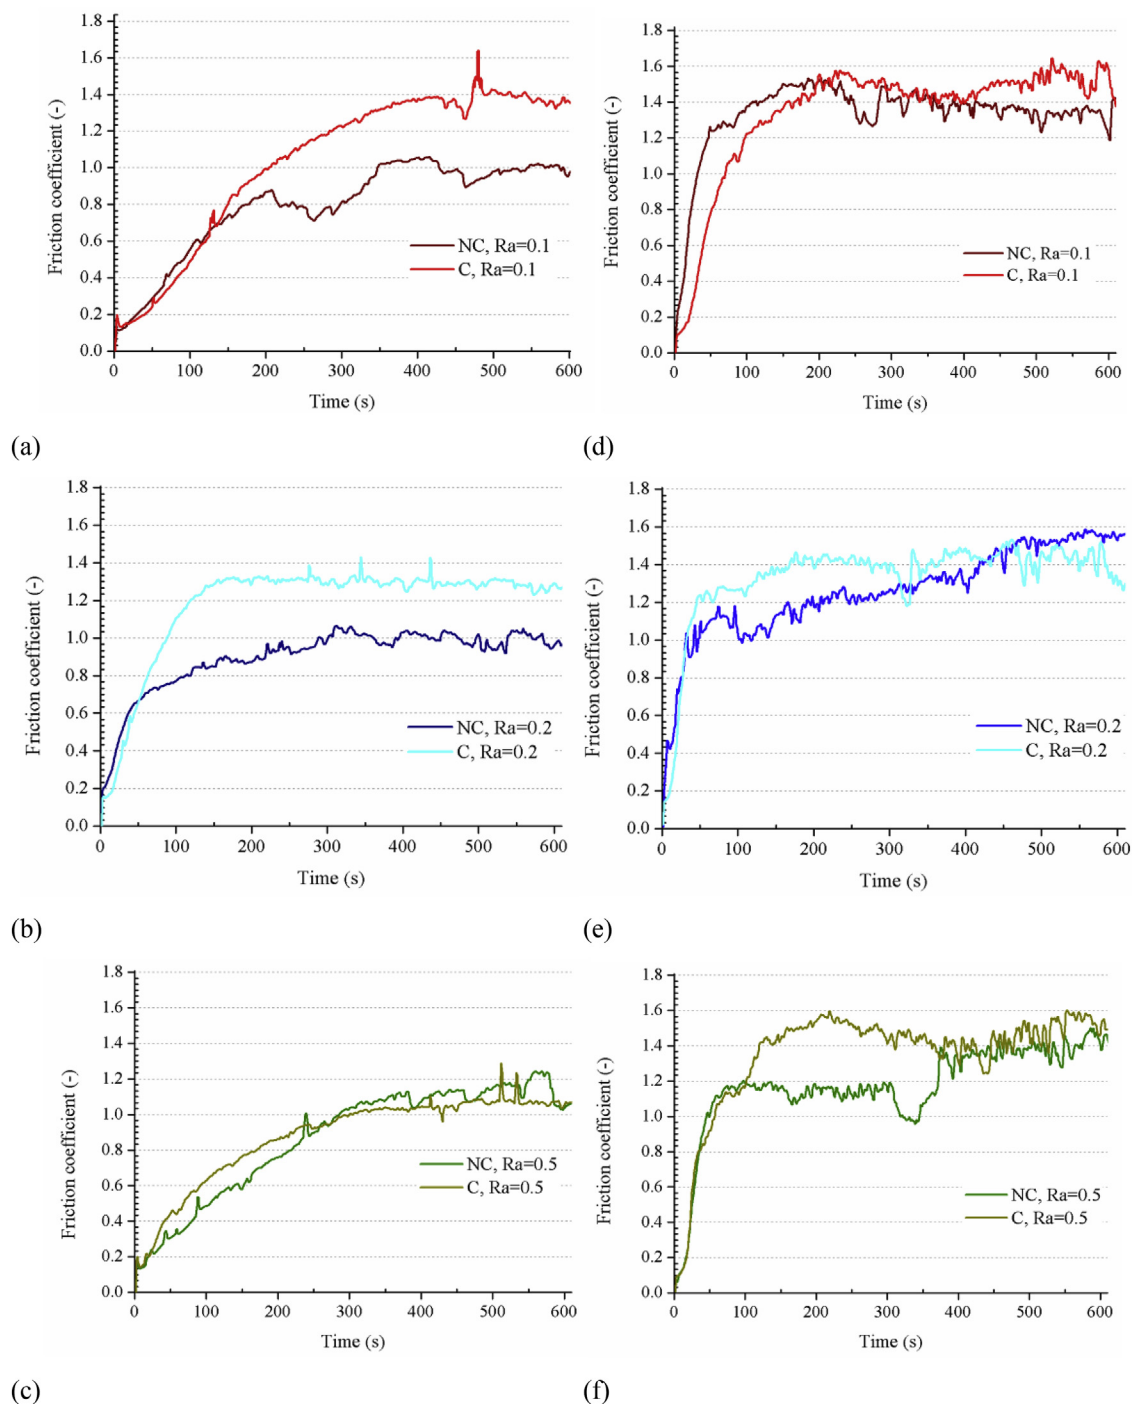 1.8
1.6
1.4
1.2
1.0
0.8
0.6
0.4
0.2
0.0
Friction coefficient (-)
NC, Ra=0.1
C, Ra=0.1
0 100 200 300 400 500 600
Time (s)
(a)
1.8
1.6
1.4
1.2
1.0
0.8
0.6
0.4
0.2
0.0
Friction coefficient (-)
NC, Ra=0.1
C, Ra=0.1
0 100 200 300 400 500 600
Time (s)
(d)
1.8
1.6
1.4
1.2
1.0
0.8
0.6
0.4
0.2
0.0
Friction coefficient (-)
NC, Ra=0.2
C, Ra=0.2
0 100 200 300 400 500 600
Time (s)
(b)
1.8
1.6
1.4
1.2
1.0
0.8
0.6
0.4
0.2
0.0
Friction coefficient (-)
NC, Ra=0.2
C, Ra=0.2
0 100 200 300 400 500 600
Time (s)
(e)
1.8
1.6
1.4
1.2
1.0
0.8
0.6
0.4
0.2
0.0
Friction coefficient (-)
NC, Ra=0.5
C, Ra=0.5
0 100 200 300 400 500 600
Time (s)
(c)
1.8
1.6
1.4
1.2
1.0
0.8
0.6
0.4
0.2
0.0
Friction coefficient (-)
NC, Ra=0.5
C, Ra=0.5
0 100 200 300 400 500 600
Time (s)
(f)